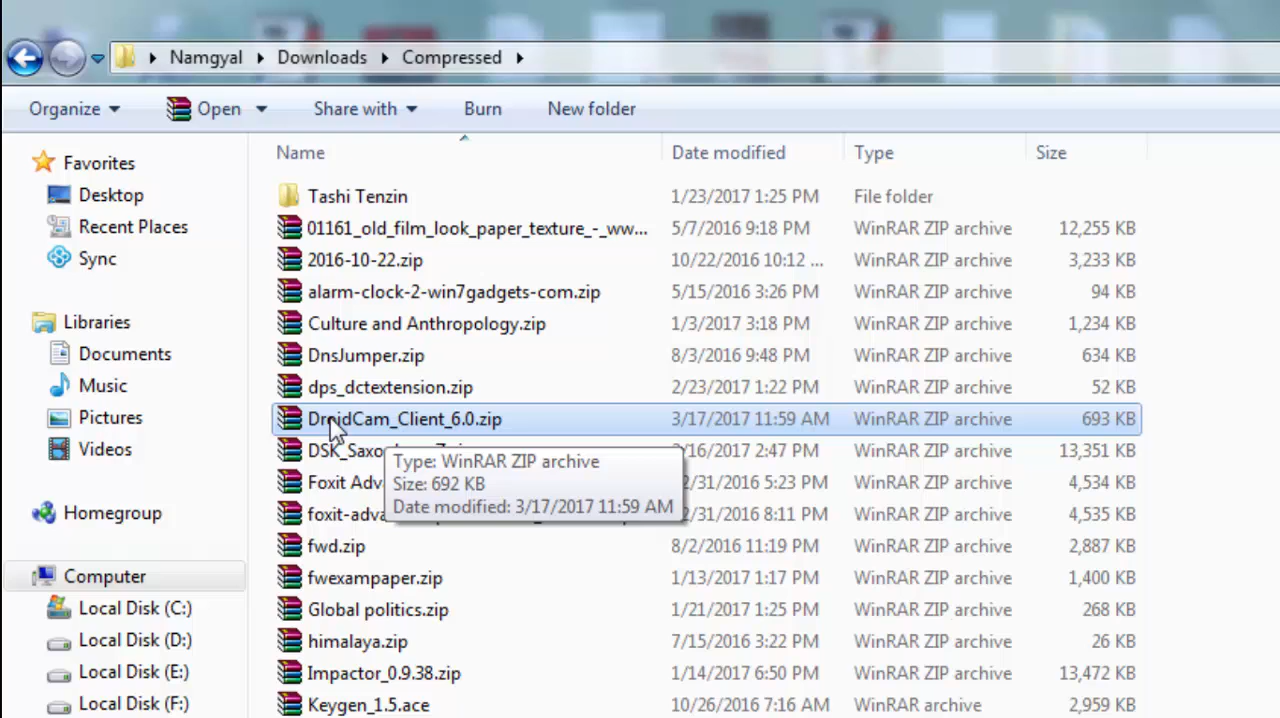 Namgyal Downloads Compressed
Organize Open Share with Burn New folder
Name Date modified Type Size
Favorites
Desktop
Recent Places
Sync
Libraries
Documents
Music
Pictures
Videos
Homegroup
Computer
Local Disk (C:)
Local Disk (D:)
Local Disk (E:)
Local Disk (F:)
Tashi Tenzin 1/23/2017 1:25 PM File folder
01161_old_film_look_paper_texture_-_ww... 5/7/2016 9:18 PM WinRAR ZIP archive 12,255 KB
2016-10-22.zip 10/22/2016 10:12 ... WinRAR ZIP archive 3,233 KB
alarm-clock-2-win7gadgets-com.zip 5/15/2016 3:26 PM WinRAR ZIP archive 94 KB
Culture and Anthropology.zip 1/3/2017 3:18 PM WinRAR ZIP archive 1,234 KB
DnsJumper.zip 8/3/2016 9:48 PM WinRAR ZIP archive 634 KB
dps_dctextension.zip 2/23/2017 1:22 PM WinRAR ZIP archive 52 KB
DroidCam_Client_6.0.zip 3/17/2017 11:59 AM WinRAR ZIP archive 693 KB
2:47 PM WinRAR ZIP archive 13,351 KB
Foxit 5:23 PM WinRAR ZIP archive 4,534 KB
8:11 PM WinRAR ZIP archive 4,535 KB
Type: WinRAR ZIP archive
Size: 692 KB
Date modified: 3/17/2017 11:59 AM
fwd.zip 8/2/2016 11:19 PM WinRAR ZIP archive 2,887 KB
fwexampaper.zip 1/13/2017 1:17 PM WinRAR ZIP archive 1,400 KB
Global politics.zip 1/21/2017 1:25 PM WinRAR ZIP archive 268 KB
himalaya.zip 7/15/2016 3:22 PM WinRAR ZIP archive 26 KB
Impactor_0.9.38.zip 1/14/2017 6:50 PM WinRAR ZIP archive 13,472 KB
Keygen_1.5.ace 10/26/2016 7:16 AM WinRAR archive 2,959 KB